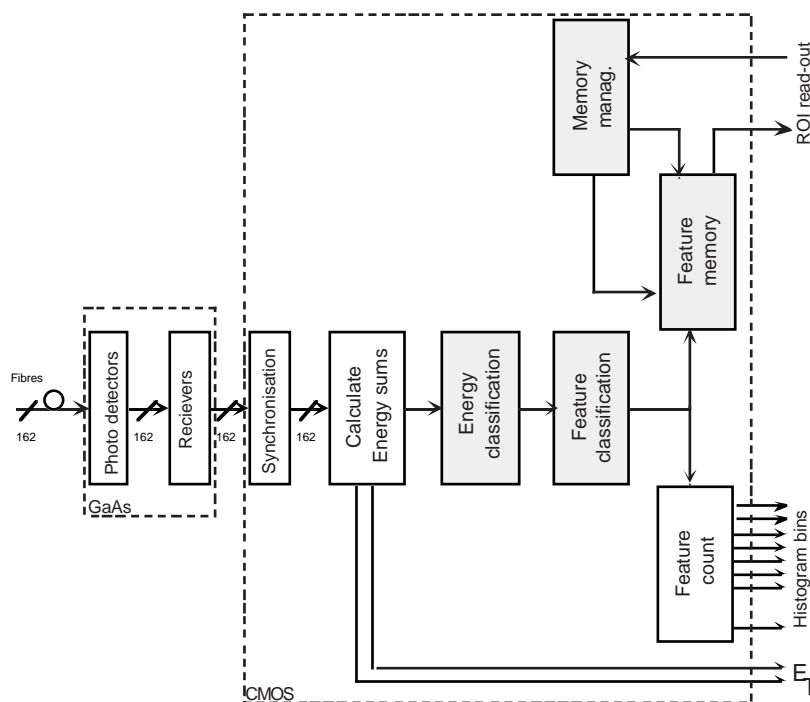 Memory
manag.
ROI read-out
Feature
memory
Fibres
162
Photo detectors
162
Recievers
162
GaAs
Synchronisation
162
Calculate
Energy sums
Energy
classification
Feature
classification
Feature
count
Histogram bins
E
T
CMOS